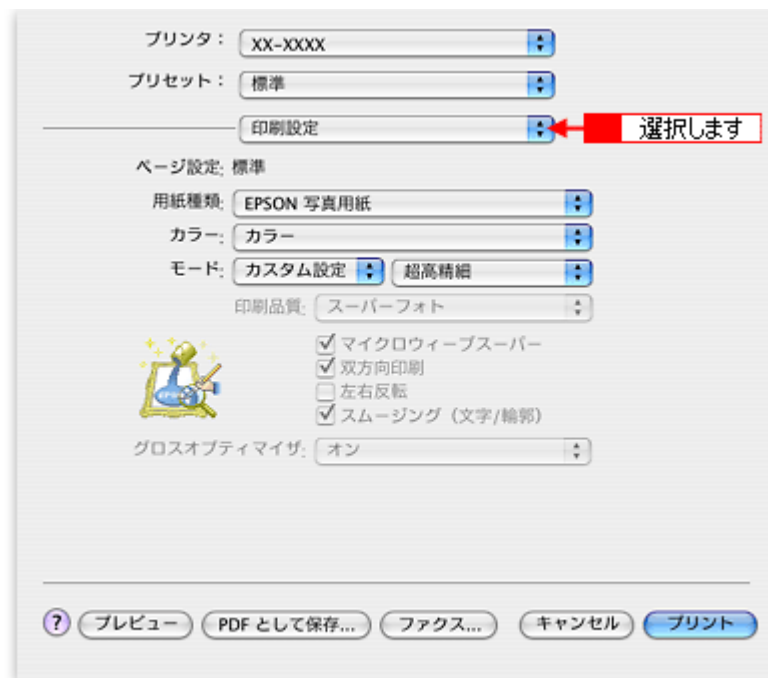 プリンタ： XX-XXXX
プリセット： 標準
印刷設定 選択します
ページ設定: 標準
用紙種類: EPSON 写真用紙
カラー: カラー
モード: カスタム設定 超高精細
印刷品質: スーパーフォト
マイクロウィーブスーパー
双方向印刷
左右反転
スムージング（文字/輪郭）
グロスオプティマイザ: オン
? プレビュー PDF として保存... ファクス... キャンセル プリント